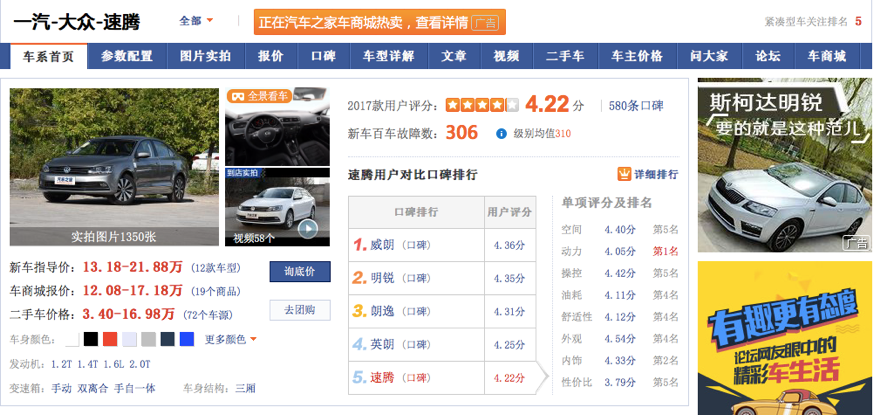 一汽-大众-速腾
全部
正在汽车之家车商城热卖，查看详情 广告
紧凑型车关注排名 5
车系首页 参数配置 图片实拍 报价 口碑 车型详解 文章 视频 二手车 车主价格 问大家 论坛 车商城
实拍图片1350张
全景看车
到店实拍
视频58个
新车指导价：13.18-21.88万 (12款车型)
询底价
车商城报价：12.08-17.18万 (19个商品)
二手车价格：3.40-16.98万 (72个车源)
去团购
车身颜色：
更多颜色
发动机：1.2T 1.4T 1.6L 2.0T
变速箱：手动 双离合 手自一体 车身结构：三厢
2017款用户评分： 4.22 分 580条口碑
新车百车故障数：306 级别均值310
速腾用户对比口碑排行 详细排行
口碑排行 用户评分
1. 威朗 (口碑) 4.36分
2. 明锐 (口碑) 4.35分
3. 朗逸 (口碑) 4.31分
4. 英朗 (口碑) 4.25分
5. 速腾 (口碑) 4.22分
单项评分及排名
空间 4.40分 第5名
动力 4.05分 第1名
操控 4.42分 第5名
油耗 4.11分 第4名
舒适性 4.12分 第4名
外观 4.54分 第4名
内饰 4.33分 第2名
性价比 3.79分 第5名
斯柯达明锐
要的就是这种范儿
广告
有趣更有态度
论坛网友眼中的
精彩车生活